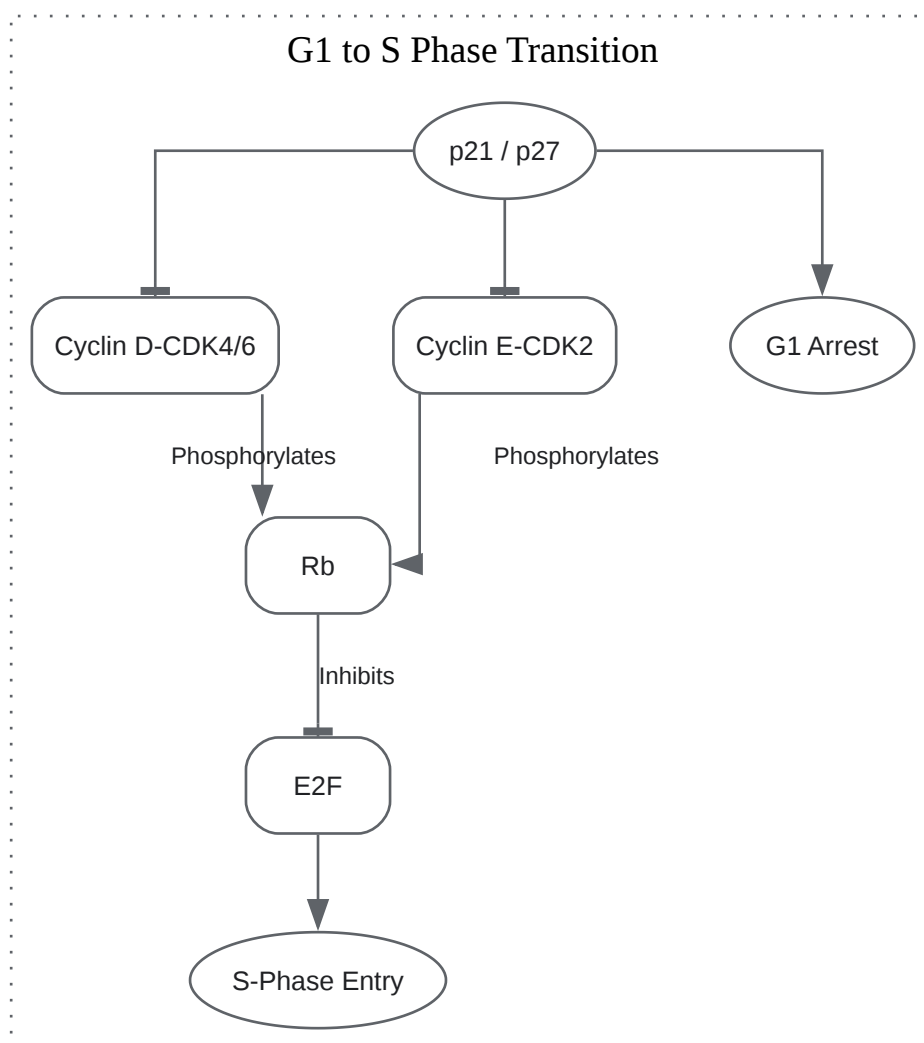 G1 to S Phase Transition
p21 / p27
Cyclin D-CDK4/6
Cyclin E-CDK2
G1 Arrest
Phosphorylates
Phosphorylates
Rb
Inhibits
E2F
S-Phase Entry